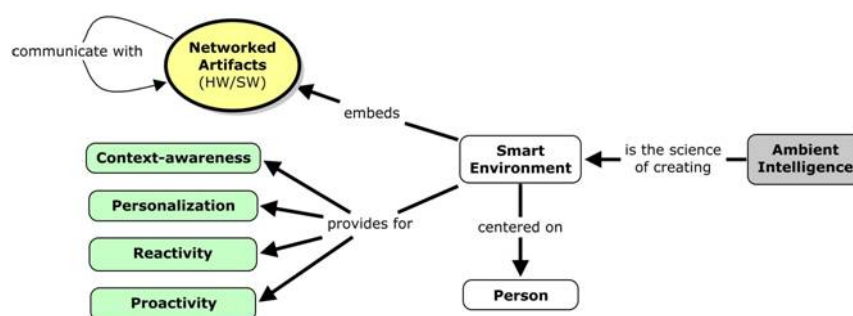 communicate with
Networked
Artifacts
(HW/SW)
embeds
Context-awareness
Smart
Environment
is the science
of creating
Ambient
Intelligence
Personalization
provides for
centered on
Reactivity
Proactivity
Person